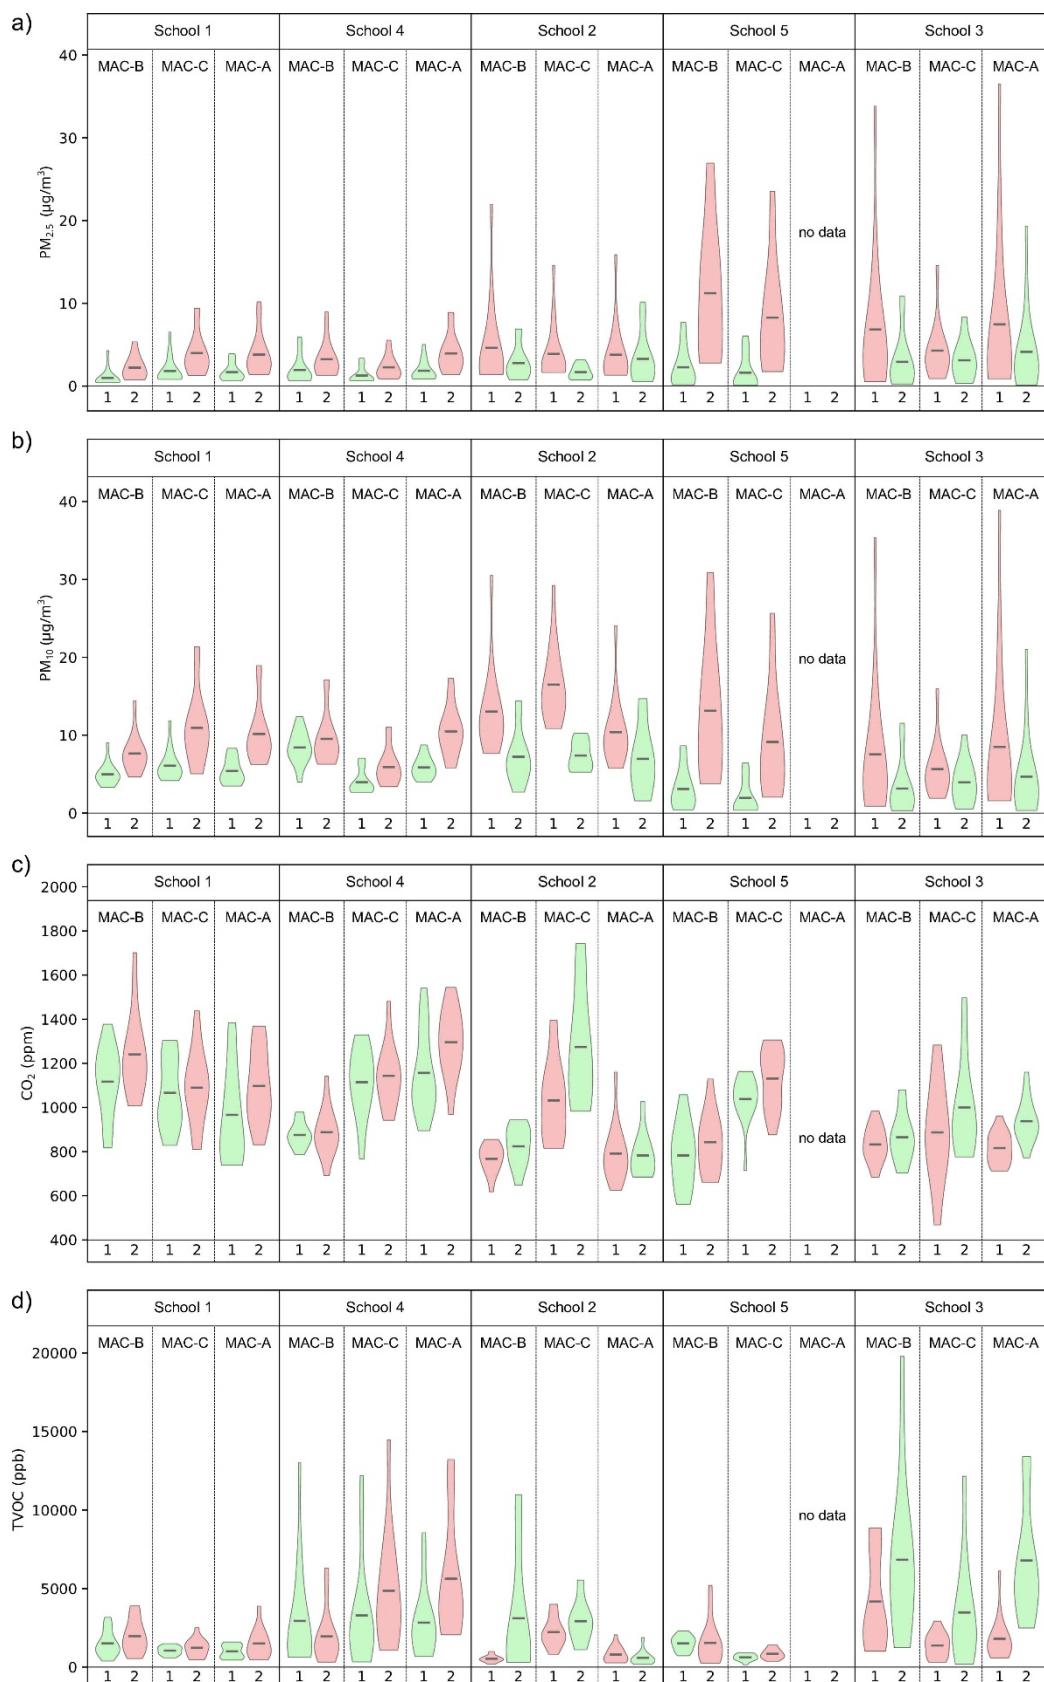 a)
School 1 School 4 School 2 School 5 School 3
MAC-B MAC-C MAC-A MAC-B MAC-C MAC-A MAC-B MAC-C MAC-A MAC-B MAC-C MAC-A MAC-B MAC-C MAC-A
40
30
20
10
0
PM2.5 (μg/m³)
no data
1 2 1 2 1 2 1 2 1 2 1 2 1 2 1 2 1 2 1 2 1 2 1 2 1 2 1 2 1 2
b)
School 1 School 4 School 2 School 5 School 3
MAC-B MAC-C MAC-A MAC-B MAC-C MAC-A MAC-B MAC-C MAC-A MAC-B MAC-C MAC-A MAC-B MAC-C MAC-A
40
30
20
10
0
PM10 (μg/m³)
no data
1 2 1 2 1 2 1 2 1 2 1 2 1 2 1 2 1 2 1 2 1 2 1 2 1 2 1 2 1 2
c)
School 1 School 4 School 2 School 5 School 3
MAC-B MAC-C MAC-A MAC-B MAC-C MAC-A MAC-B MAC-C MAC-A MAC-B MAC-C MAC-A MAC-B MAC-C MAC-A
2000
1800
1600
1400
1200
1000
800
600
400
CO2 (ppm)
no data
1 2 1 2 1 2 1 2 1 2 1 2 1 2 1 2 1 2 1 2 1 2 1 2 1 2 1 2 1 2
d)
School 1 School 4 School 2 School 5 School 3
MAC-B MAC-C MAC-A MAC-B MAC-C MAC-A MAC-B MAC-C MAC-A MAC-B MAC-C MAC-A MAC-B MAC-C MAC-A
20000
15000
10000
5000
0
TVOC (ppb)
no data
1 2 1 2 1 2 1 2 1 2 1 2 1 2 1 2 1 2 1 2 1 2 1 2 1 2 1 2 1 2